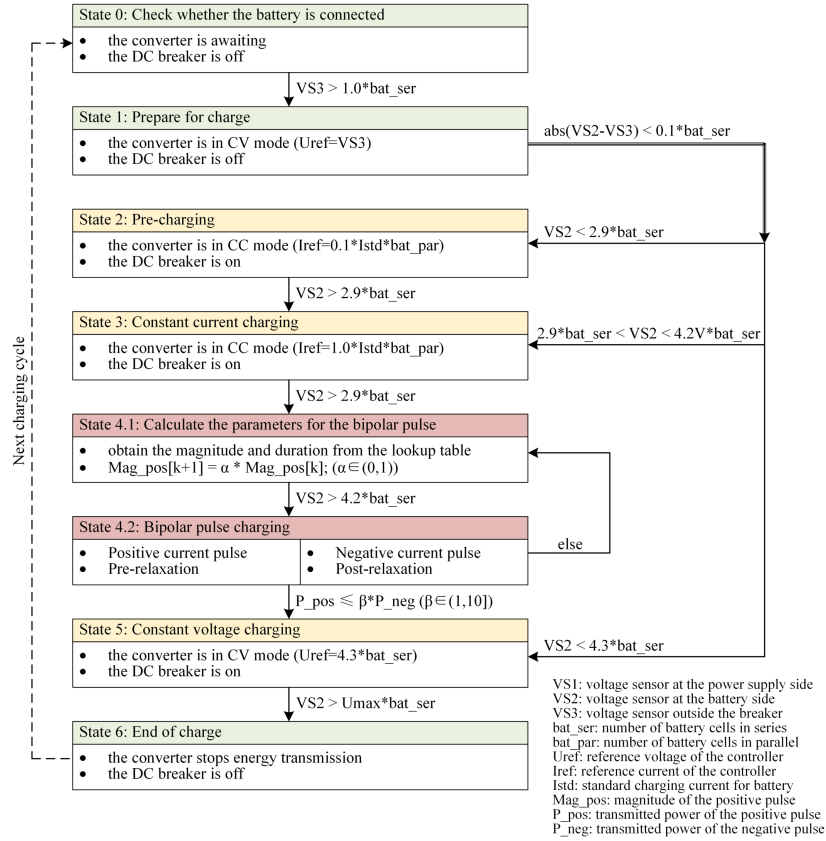 State 0: Check whether the battery is connected
• the converter is awaiting
• the DC breaker is off
VS3 > 1.0*bat_ser
State 1: Prepare for charge
• the converter is in CV mode (Uref=VS3)
• the DC breaker is off
abs(VS2-VS3) < 0.1*bat_ser
State 2: Pre-charging
• the converter is in CC mode (Iref=0.1*Istd*bat_par)
• the DC breaker is on
VS2 < 2.9*bat_ser
VS2 > 2.9*bat_ser
State 3: Constant current charging
• the converter is in CC mode (Iref=1.0*Istd*bat_par)
• the DC breaker is on
2.9*bat_ser < VS2 < 4.2V*bat_ser
VS2 > 2.9*bat_ser
State 4.1: Calculate the parameters for the bipolar pulse
• obtain the magnitude and duration from the lookup table
• Mag_pos[k+1] = α * Mag_pos[k]; (α∈(0,1))
VS2 > 4.2*bat_ser
State 4.2: Bipolar pulse charging
• Positive current pulse
• Pre-relaxation
• Negative current pulse
• Post-relaxation
else
P_pos ≤ β*P_neg (β∈(1,10])
State 5: Constant voltage charging
• the converter is in CV mode (Uref=4.3*bat_ser)
• the DC breaker is on
VS2 < 4.3*bat_ser
VS2 > Umax*bat_ser
State 6: End of charge
• the converter stops energy transmission
• the DC breaker is off
Next charging cycle
VS1: voltage sensor at the power supply side
VS2: voltage sensor at the battery side
VS3: voltage sensor outside the breaker
bat_ser: number of battery cells in series
bat_par: number of battery cells in parallel
Uref: reference voltage of the controller
Iref: reference current of the controller
Istd: standard charging current for battery
Mag_pos: magnitude of the positive pulse
P_pos: transmitted power of the positive pulse
P_neg: transmitted power of the negative pulse